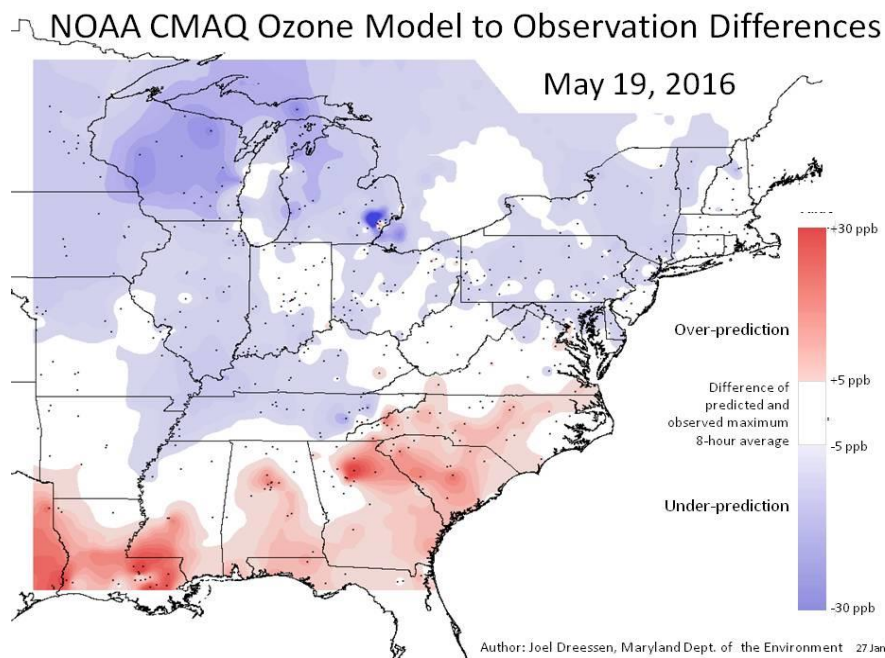 NOAA CMAQ Ozone Model to Observation Differences
May 19, 2016
+30 ppb
Over-prediction
+5 ppb
Difference of
predicted and
observed maximum
8-hour average
-5 ppb
Under-prediction
-30 ppb
Author: Joel Dreessen, Maryland Dept. of the Environment 27 Jan